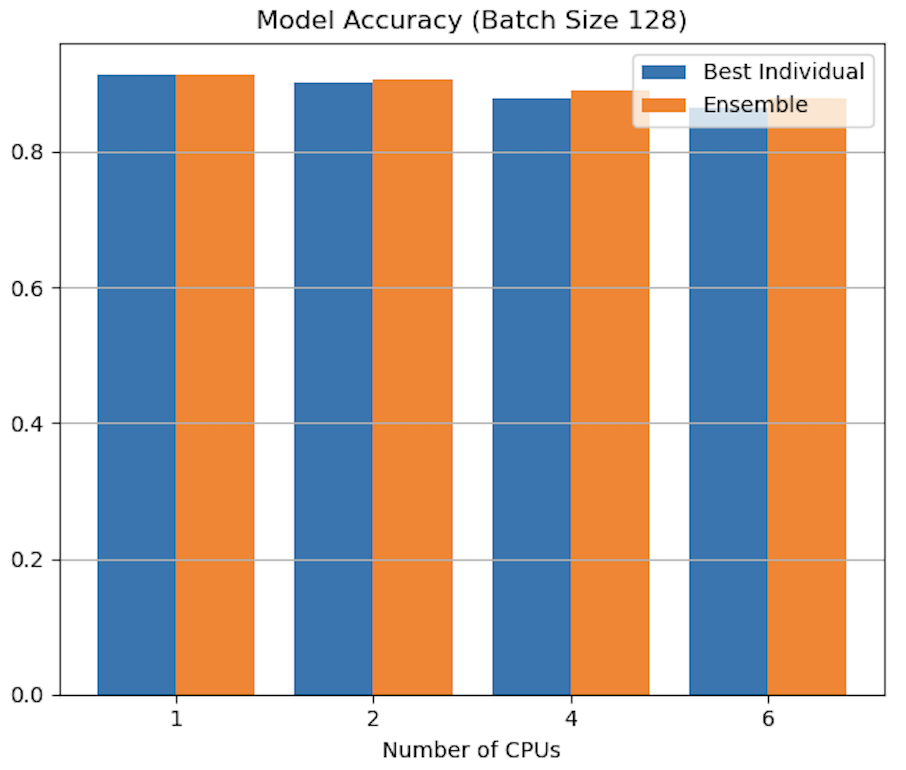 Model Accuracy (Batch Size 128)
Best Individual
Ensemble
0.8
0.6
0.4
0.2
0.0
1 2 4 6
Number of CPUs